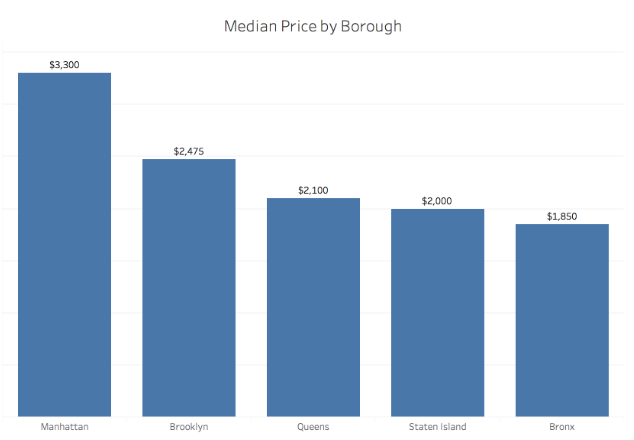 Median Price by Borough
$3,300
$2,475
$2,100
$2,000
$1,850
Manhattan
Brooklyn
Queens
Staten Island
Bronx